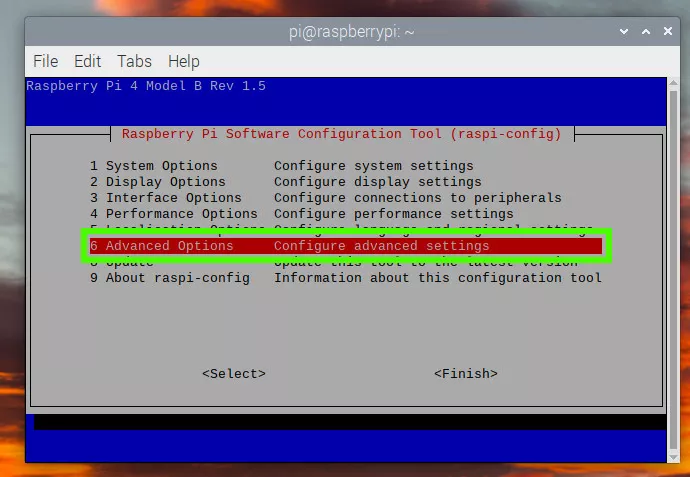 pi@raspberrypi: ~
File Edit Tabs Help
Raspberry Pi 4 Model B Rev 1.5
Raspberry Pi Software Configuration Tool (raspi-config)
1 System Options Configure system settings
2 Display Options Configure display settings
3 Interface Options Configure connections to peripherals
4 Performance Options Configure performance settings
5 Localisation Options Configure language and regional settings
6 Advanced Options Configure advanced settings
8 Update Update this tool to the latest version
9 About raspi-config Information about this configuration tool
<Select> <Finish>